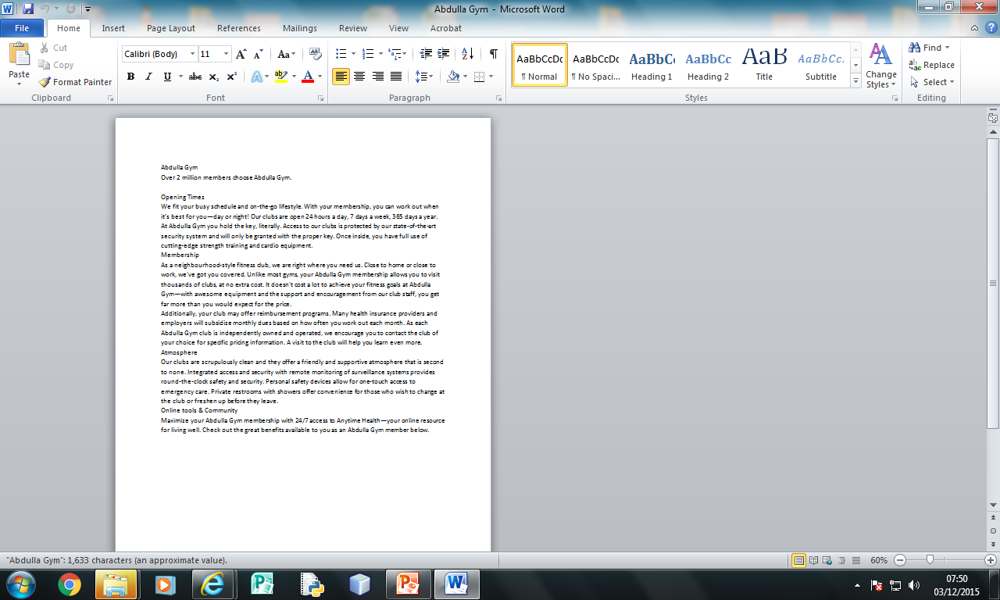 Abdulla Gym - Microsoft Word
File Home Insert Page Layout References Mailings Review View Acrobat
Paste
Cut
Copy
Format Painter
Clipboard
Calibri (Body) 11
Font
Paragraph
AaBbCcDc AaBbCcDc AaBbCc AaBbCc AaB AaBbCc.
¶ Normal ¶ No Spaci... Heading 1 Heading 2 Title Subtitle
Styles
Change Styles
Find
Replace
Select
Editing
Abdulla Gym
Over 2 million members choose Abdulla Gym.
Opening Times
We fit your busy schedule and on-the-go lifestyle. With your membership, you can work out when
it's best for you—day or night! Our clubs are open 24 hours a day, 7 days a week, 365 days a year.
At Abdulla Gym you hold the key, literally. Access to our clubs is protected by our state-of-the-art
security system and will only be granted with the proper key. Once inside, you have full use of
cutting-edge strength training and cardio equipment.
Membership
As a neighbourhood-style fitness club, we are right where you need us. Close to home or close to
work, we've got you covered. Unlike most gyms, your Abdulla Gym membership allows you to visit
thousands of clubs, at no extra cost. It doesn't cost a lot to achieve your fitness goals at Abdulla
Gym—with awesome equipment and the support and encouragement from our club staff, you get
far more than you would expect for the price.
Additionally, your club may offer reimbursement programs. Many health insurance providers and
employers will subsidize monthly dues based on how often you work out each month. As each
Abdulla Gym club is independently owned and operated, we encourage you to contact the club of
your choice for specific pricing information. A visit to the club will help you learn even more.
Atmosphere
Our clubs are scrupulously clean and they offer a friendly and supportive atmosphere that is second
to none. Integrated access and security with remote monitoring of surveillance systems provides
round-the-clock safety and security. Personal safety devices allow for one-touch access to
emergency care. Private restrooms with showers offer convenience for those who wish to change at
the club or freshen up before they leave.
Online tools & Community
Maximize your Abdulla Gym membership with 24/7 access to Anytime Health—your online resource
for living well. Check out the great benefits available to you as an Abdulla Gym member below.
"Abdulla Gym": 1,633 characters (an approximate value).
60%
07:50
03/12/2015